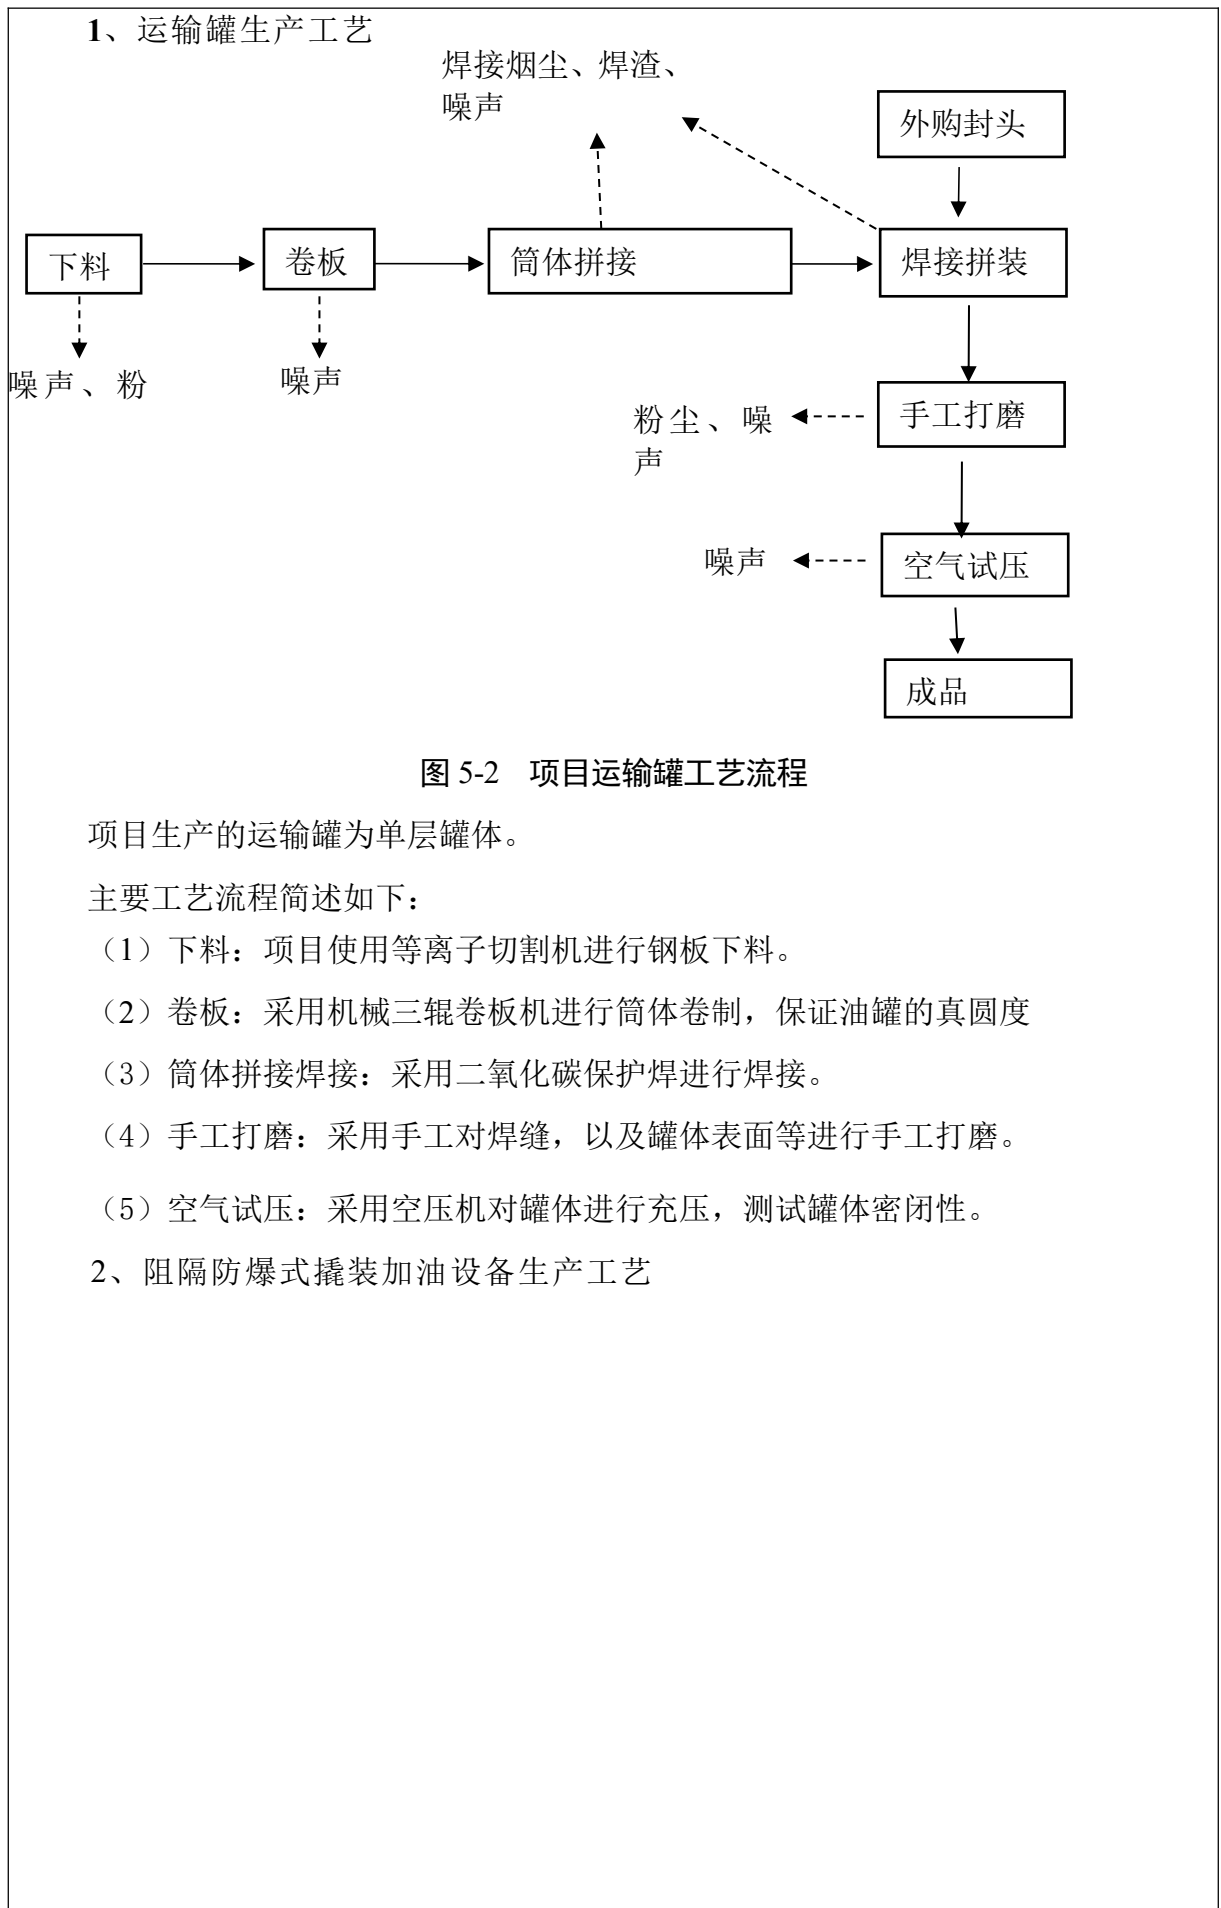 1、运输罐生产工艺
焊接烟尘、焊渣、
噪声
外购封头
下料
卷板
筒体拼接
焊接拼装
噪声、粉
噪声
手工打磨
粉尘、噪
声
空气试压
噪声
成品
图 5-2 项目运输罐工艺流程
项目生产的运输罐为单层罐体。
主要工艺流程简述如下：
（1）下料：项目使用等离子切割机进行钢板下料。
（2）卷板：采用机械三辊卷板机进行筒体卷制，保证油罐的真圆度
（3）筒体拼接焊接：采用二氧化碳保护焊进行焊接。
（4）手工打磨：采用手工对焊缝，以及罐体表面等进行手工打磨。
（5）空气试压：采用空压机对罐体进行充压，测试罐体密闭性。
2、阻隔防爆式撬装加油设备生产工艺